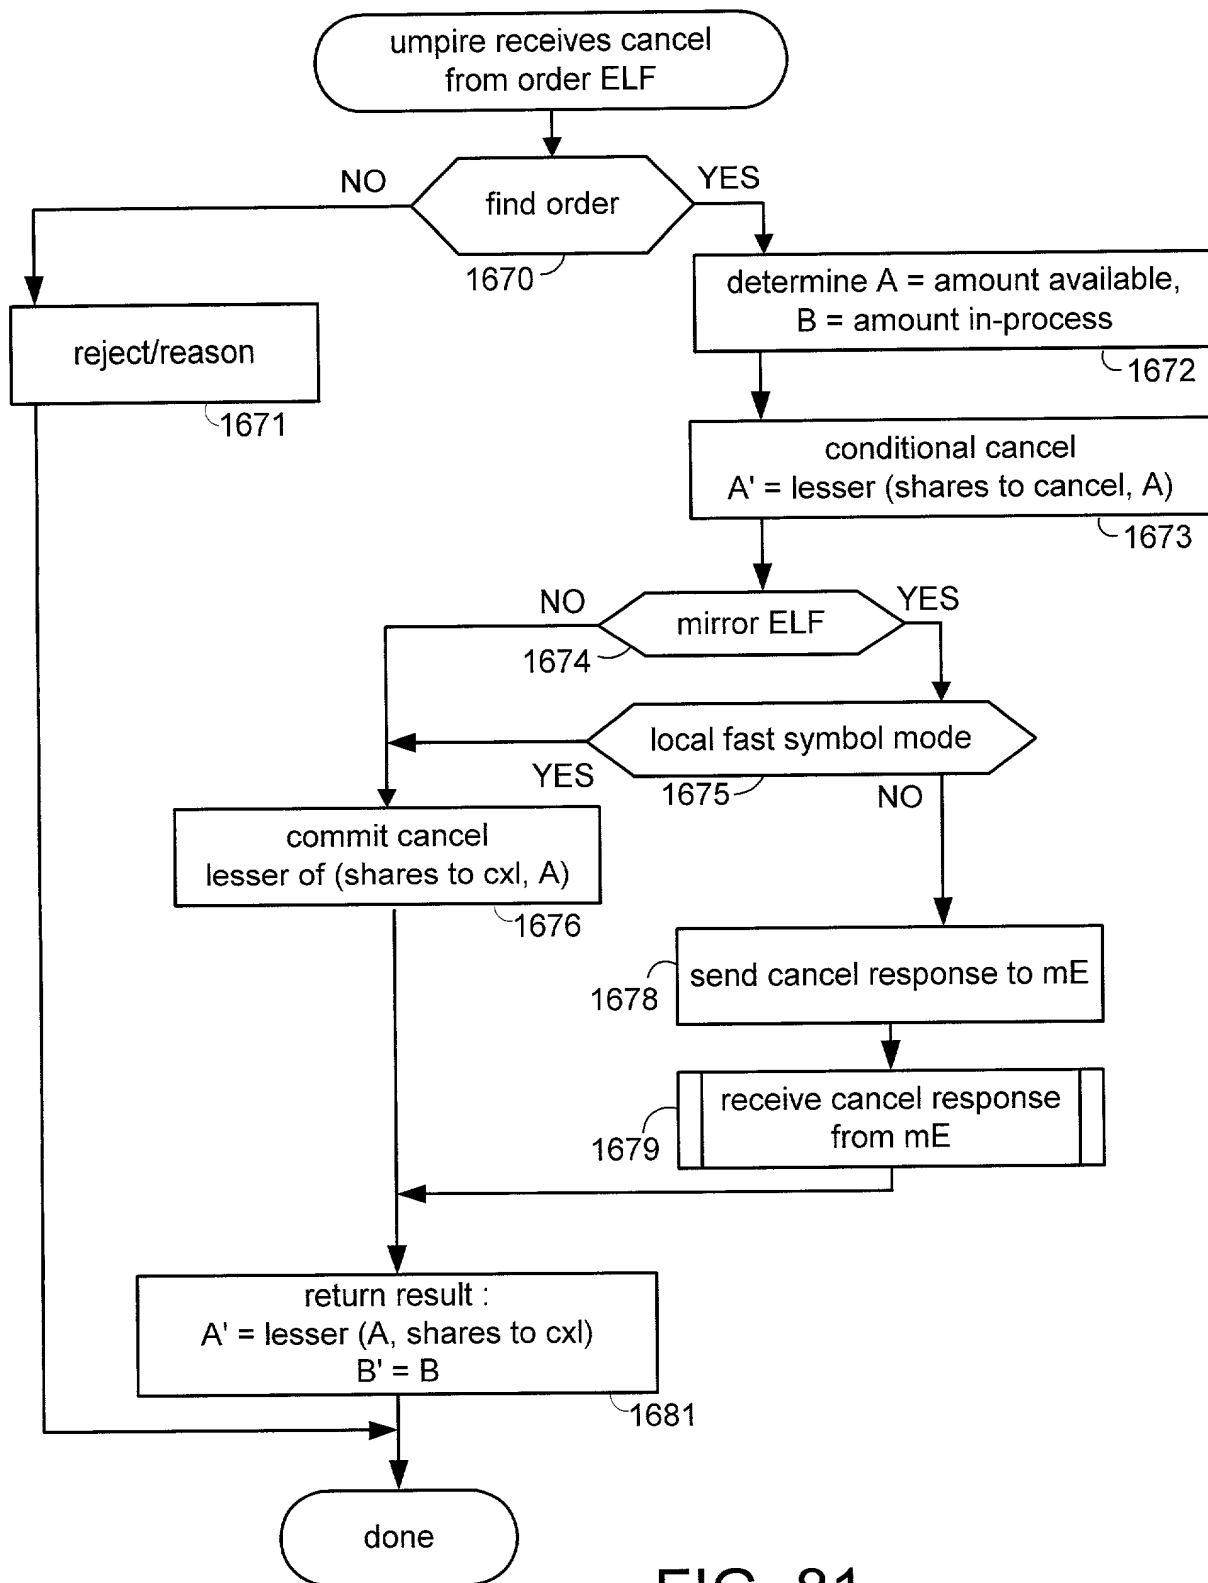 umpire receives cancel
from order ELF
NO
YES
find order
1670
determine A = amount available,
B = amount in-process
1672
reject/reason
1671
conditional cancel
A' = lesser (shares to cancel, A)
1673
NO
YES
mirror ELF
1674
local fast symbol mode
YES
1675
NO
commit cancel
lesser of (shares to cxl, A)
1676
send cancel response to mE
1678
receive cancel response
from mE
1679
return result :
A' = lesser (A, shares to cxl)
B' = B
1681
done
FIG. 81